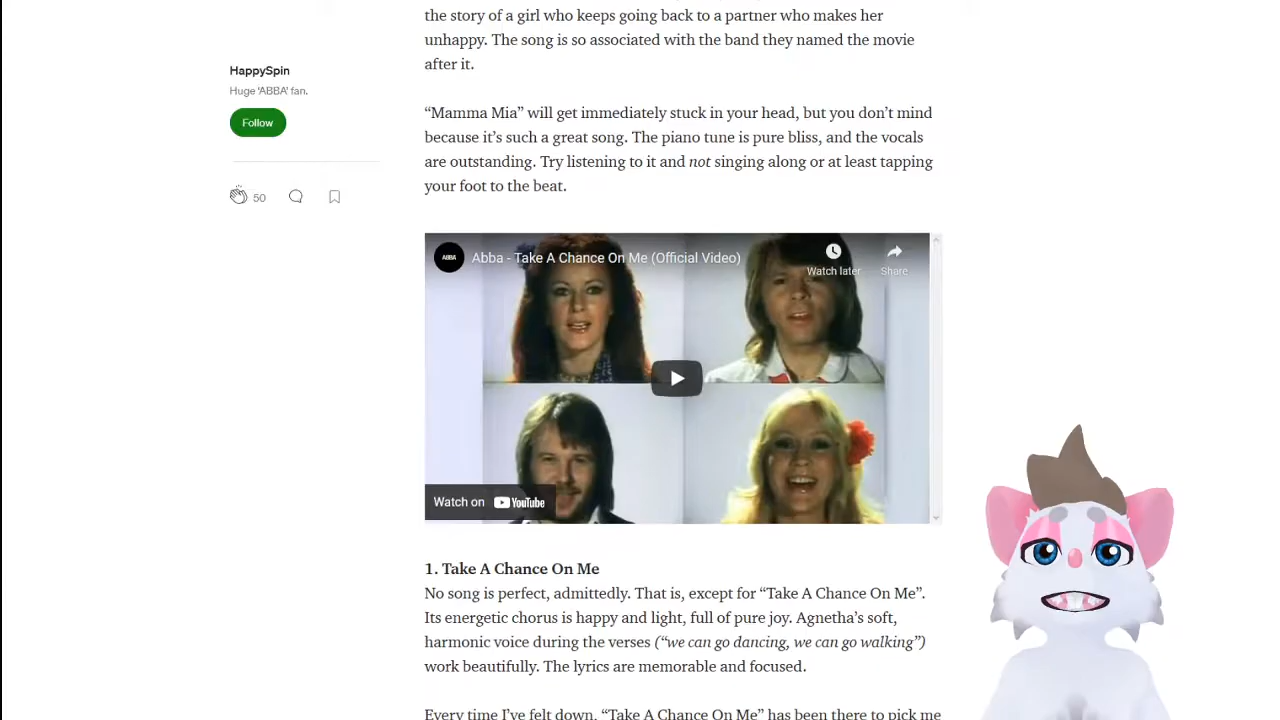 the story of a girl who keeps going back to a partner who makes her
unhappy. The song is so associated with the band they named the movie
after it.
HappySpin
Huge ‘ABBA’ fan.
Follow
50
“Mamma Mia” will get immediately stuck in your head, but you don’t mind
because it’s such a great song. The piano tune is pure bliss, and the vocals
are outstanding. Try listening to it and not singing along or at least tapping
your foot to the beat.
ABBA
Abba - Take A Chance On Me (Official Video)
Watch later
Share
Watch on YouTube
1. Take A Chance On Me
No song is perfect, admittedly. That is, except for “Take A Chance On Me”.
Its energetic chorus is happy and light, full of pure joy. Agnetha’s soft,
harmonic voice during the verses (“we can go dancing, we can go walking”)
work beautifully. The lyrics are memorable and focused.
Every time I’ve felt down, “Take A Chance On Me” has been there to pick me